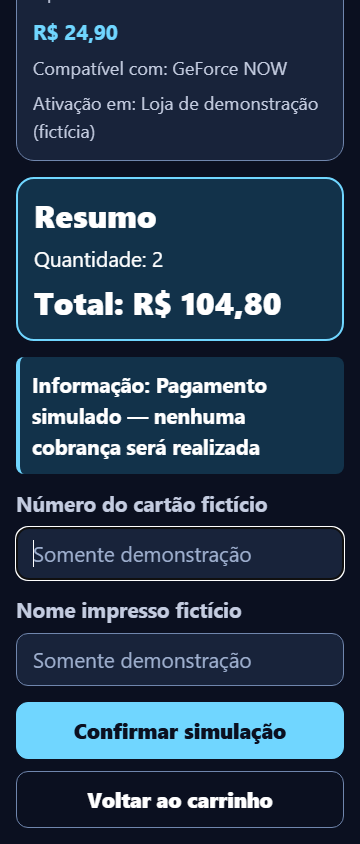 R$ 24,90
Compatível com: GeForce NOW
Ativação em: Loja de demonstração
(fictícia)
Resumo
Quantidade: 2
Total: R$ 104,80
Informação: Pagamento
simulado — nenhuma
cobrança será realizada
Número do cartão fictício
Somente demonstração
Nome impresso fictício
Somente demonstração
Confirmar simulação
Voltar ao carrinho